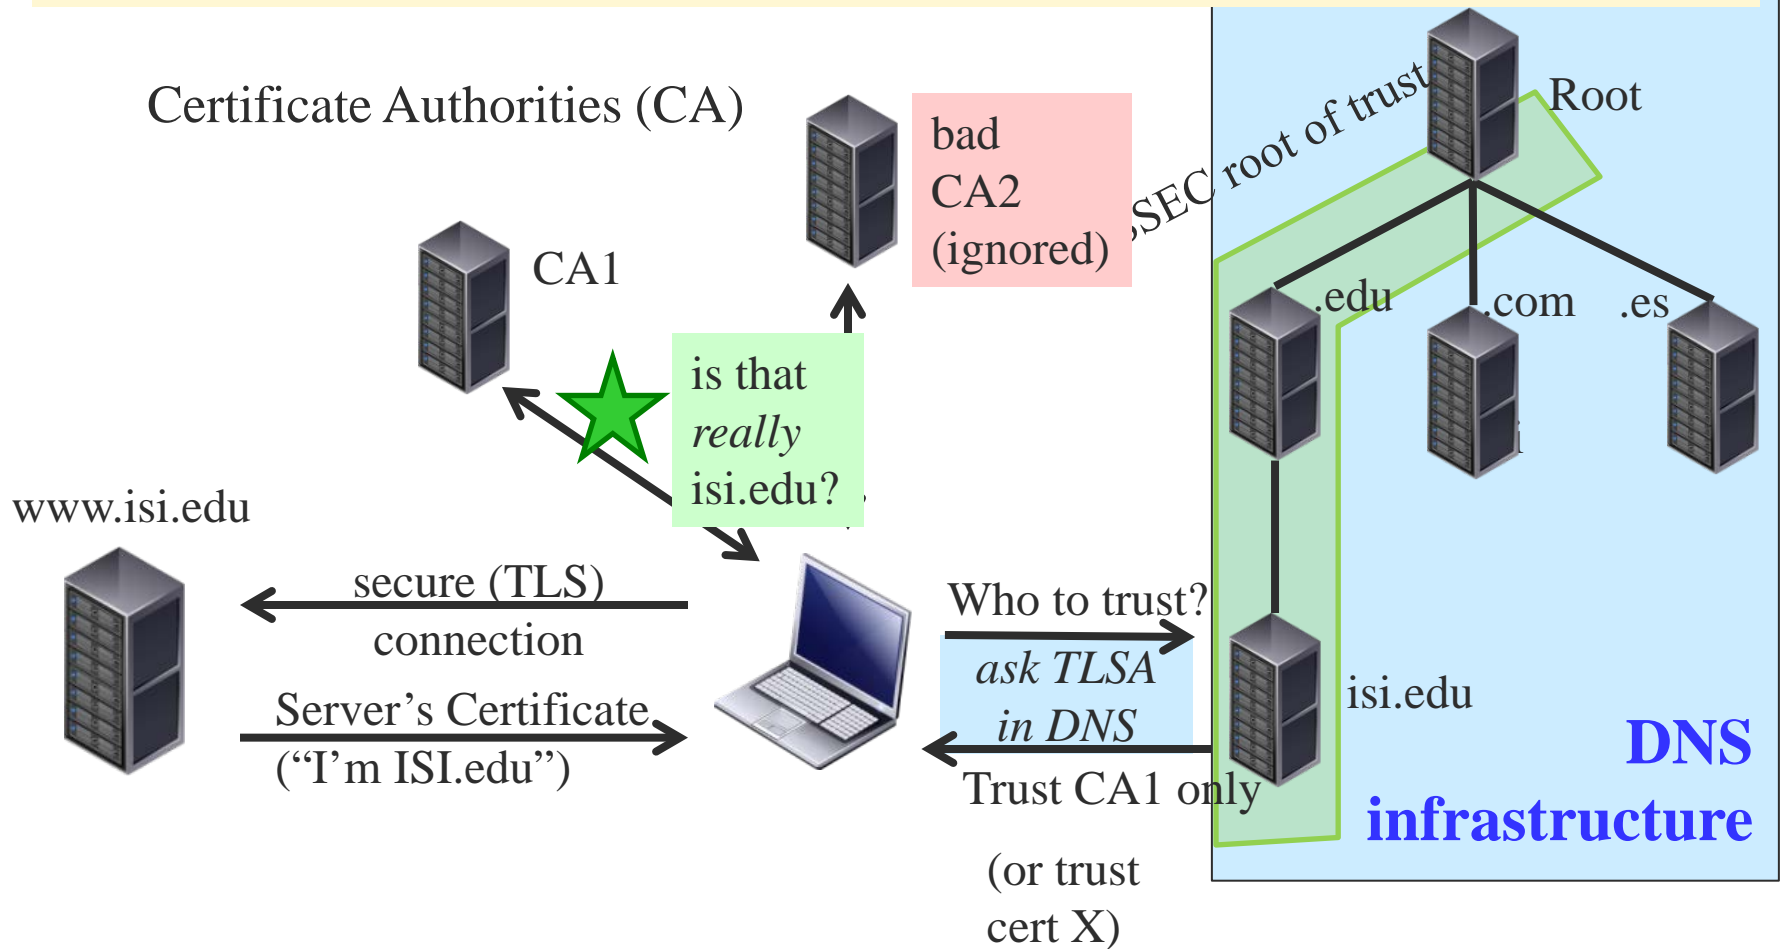 Certificate Authorities (CA)
bad
CA2
(ignored)
SSEC root of trust
Root
CA1
.edu
.com
.es
is that
really
isi.edu?
www.isi.edu
secure (TLS)
connection
Server’s Certificate
(“I’m ISI.edu”)
Who to trust?
ask TLSA
in DNS
Trust CA1 only
(or trust
cert X)
isi.edu
DNS
infrastructure